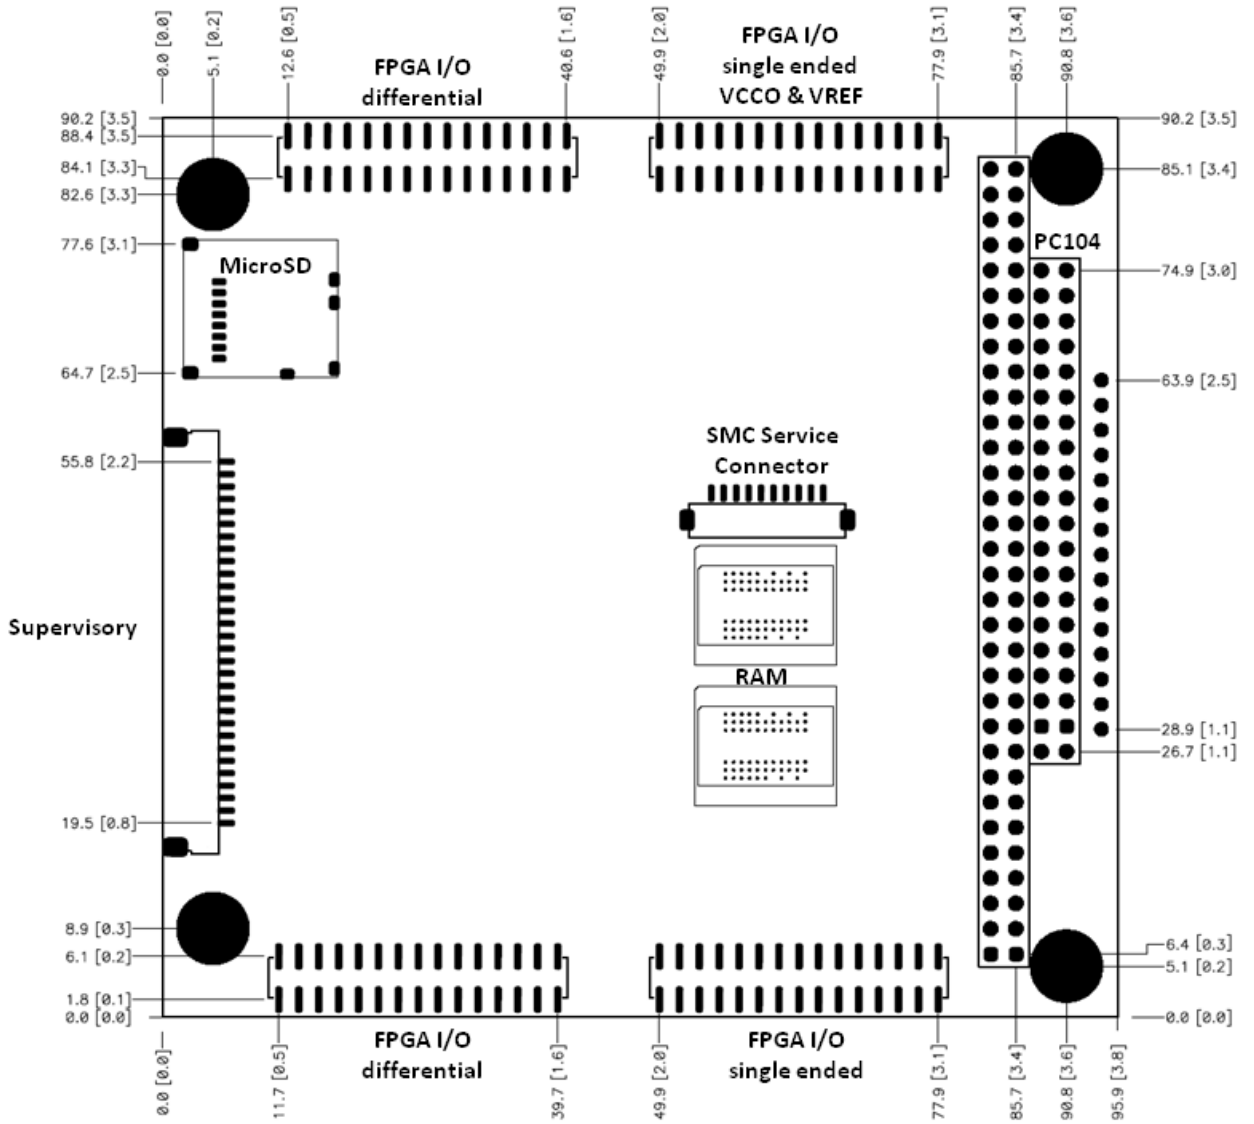 0.0 [0.0]
5.1 [0.2]
12.6 [0.5]
40.6 [1.6]
49.9 [2.0]
77.9 [3.1]
85.7 [3.4]
90.8 [3.6]
FPGA I/O
differential
FPGA I/O
single ended
VCCO & VREF
90.2 [3.5]
88.4 [3.5]
84.1 [3.3]
82.6 [3.3]
77.6 [3.1]
64.7 [2.5]
55.8 [2.2]
19.5 [0.8]
8.9 [0.3]
6.1 [0.2]
1.8 [0.1]
0.0 [0.0]
MicroSD
Supervisory
SMC Service
Connector
RAM
PC104
90.2 [3.5]
85.1 [3.4]
74.9 [3.0]
63.9 [2.5]
28.9 [1.1]
26.7 [1.1]
6.4 [0.3]
5.1 [0.2]
0.0 [0.0]
FPGA I/O
differential
FPGA I/O
single ended
0.0 [0.0]
11.7 [0.5]
39.7 [1.6]
49.9 [2.0]
77.9 [3.1]
85.7 [3.4]
90.8 [3.6]
95.9 [3.8]